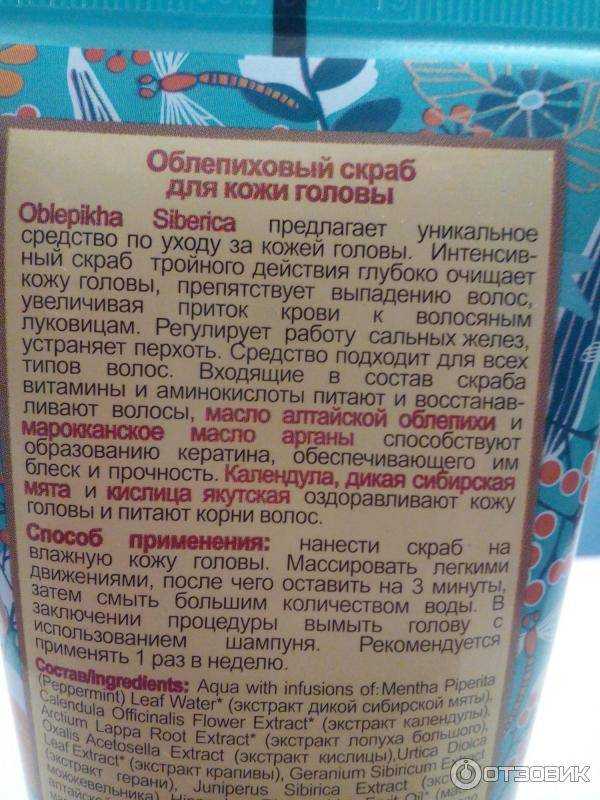 Облепиховый скраб
для кожи головы
Oblepikha Siberica предлагает уникальное
средство по уходу за кожей головы. Интенсив-
ный скраб тройного действия глубоко очищает
кожу головы, препятствует выпадению волос,
увеличивая приток крови к волосяным
луковицам. Регулирует работу сальных желез,
устраняет перхоть. Средство подходит для всех
типов волос. Входящие в состав скраба
витамины и аминокислоты питают и восстанав-
ливают волосы, масло алтайской облепихи и
марокканское масло арганы способствуют
образованию кератина, обеспечивающего им
блеск и прочность. Календула, дикая сибирская
мята и кислица якутская оздоравливают кожу
головы и питают корни волос.
Способ применения: нанести скраб на
влажную кожу головы. Массировать легкими
движениями, после чего оставить на 3 минуты,
затем смыть большим количеством воды. В
заключении процедуры вымыть голову с
использованием шампуня. Рекомендуется
применять 1 раз в неделю.
Состав/Ingredients: Aqua with infusions of: Mentha Piperita
(Peppermint) Leaf Water* (экстракт дикой сибирской мяты),
Calendula Officinalis Flower Extract* (экстракт календулы),
Arctium Lappa Root Extract* (экстракт лопуха большого),
Oxalis Acetosella Extract (экстракт кислицы), Urtica Dioica
Leaf Extract* (экстракт крапивы), Geranium Sibiricum
(экстракт герани), Juniperus Sibirica Extract
можжевельника)
ОТЗОВИК